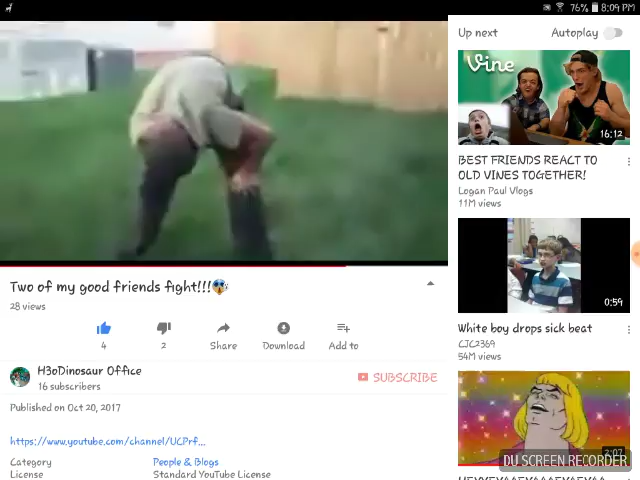 76% 8:09 PM
Up next Autoplay
Vine
16:12
BEST FRIENDS REACT TO
OLD VINES TOGETHER!
Logan Paul Vlogs
11M views
0:59
White boy drops sick beat
CJC2369
54M views
2:07
DU SCREEN RECORDER
Two of my good friends fight!!!😱
28 views
4 2 Share Download Add to
H3oDinosaur Office
16 subscribers
SUBSCRIBE
Published on Oct 20, 2017
https://www.youtube.com/channel/UCPrf...
Category People & Blogs
License Standard YouTube License